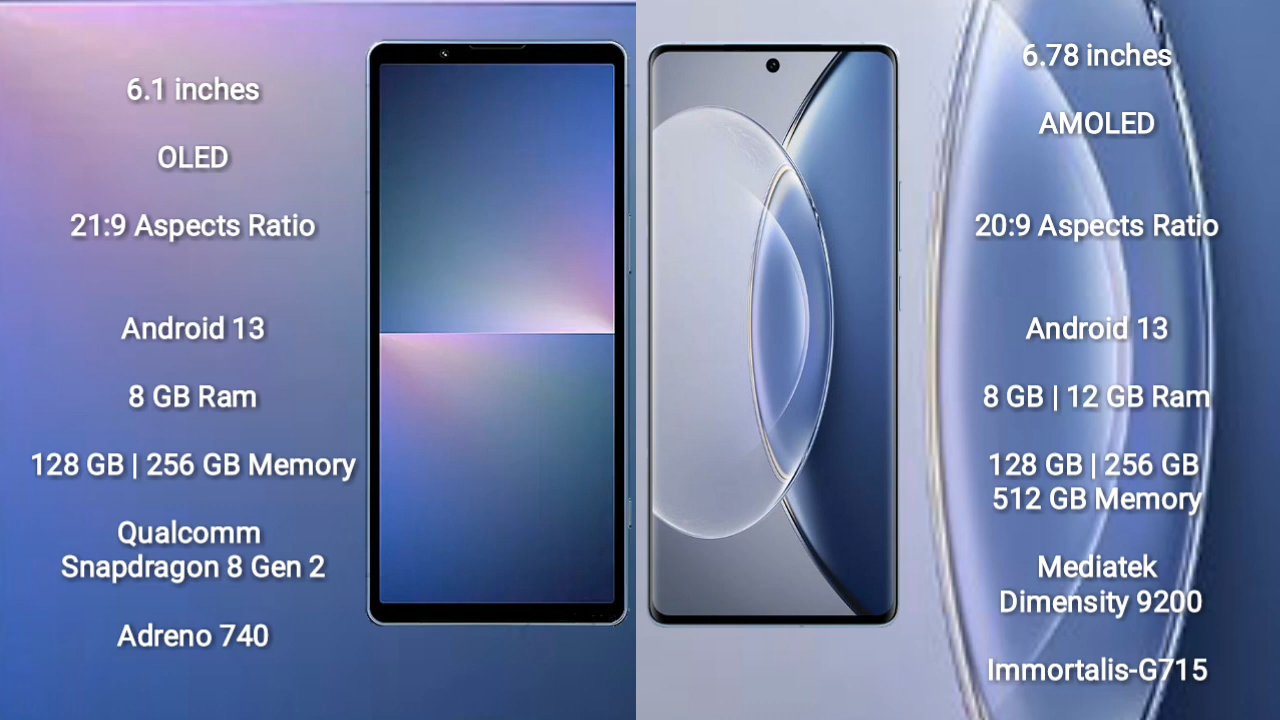 6.1 inches
OLED
21:9 Aspects Ratio
Android 13
8 GB Ram
128 GB | 256 GB Memory
Qualcomm
Snapdragon 8 Gen 2
Adreno 740
6.78 inches
AMOLED
20:9 Aspects Ratio
Android 13
8 GB | 12 GB Ram
128 GB | 256 GB
512 GB Memory
Mediatek
Dimensity 9200
Immortalis-G715